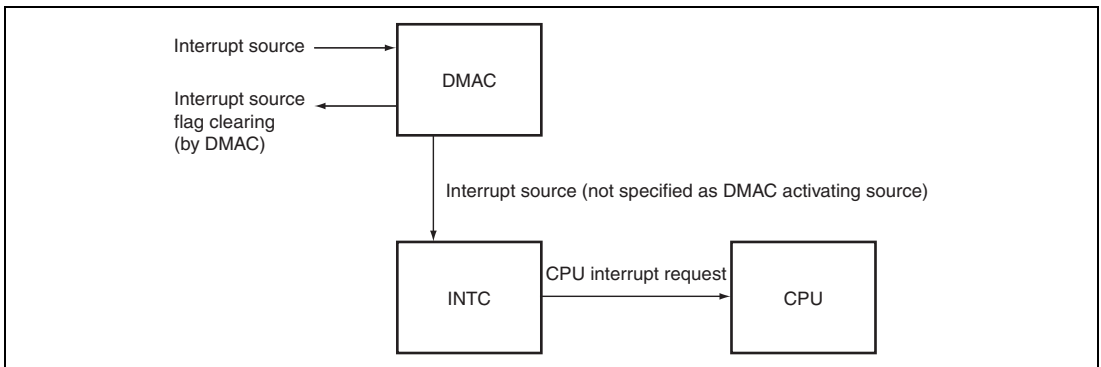 Interrupt source
DMAC
Interrupt source
flag clearing
(by DMAC)
Interrupt source (not specified as DMAC activating source)
CPU interrupt request
INTC
CPU